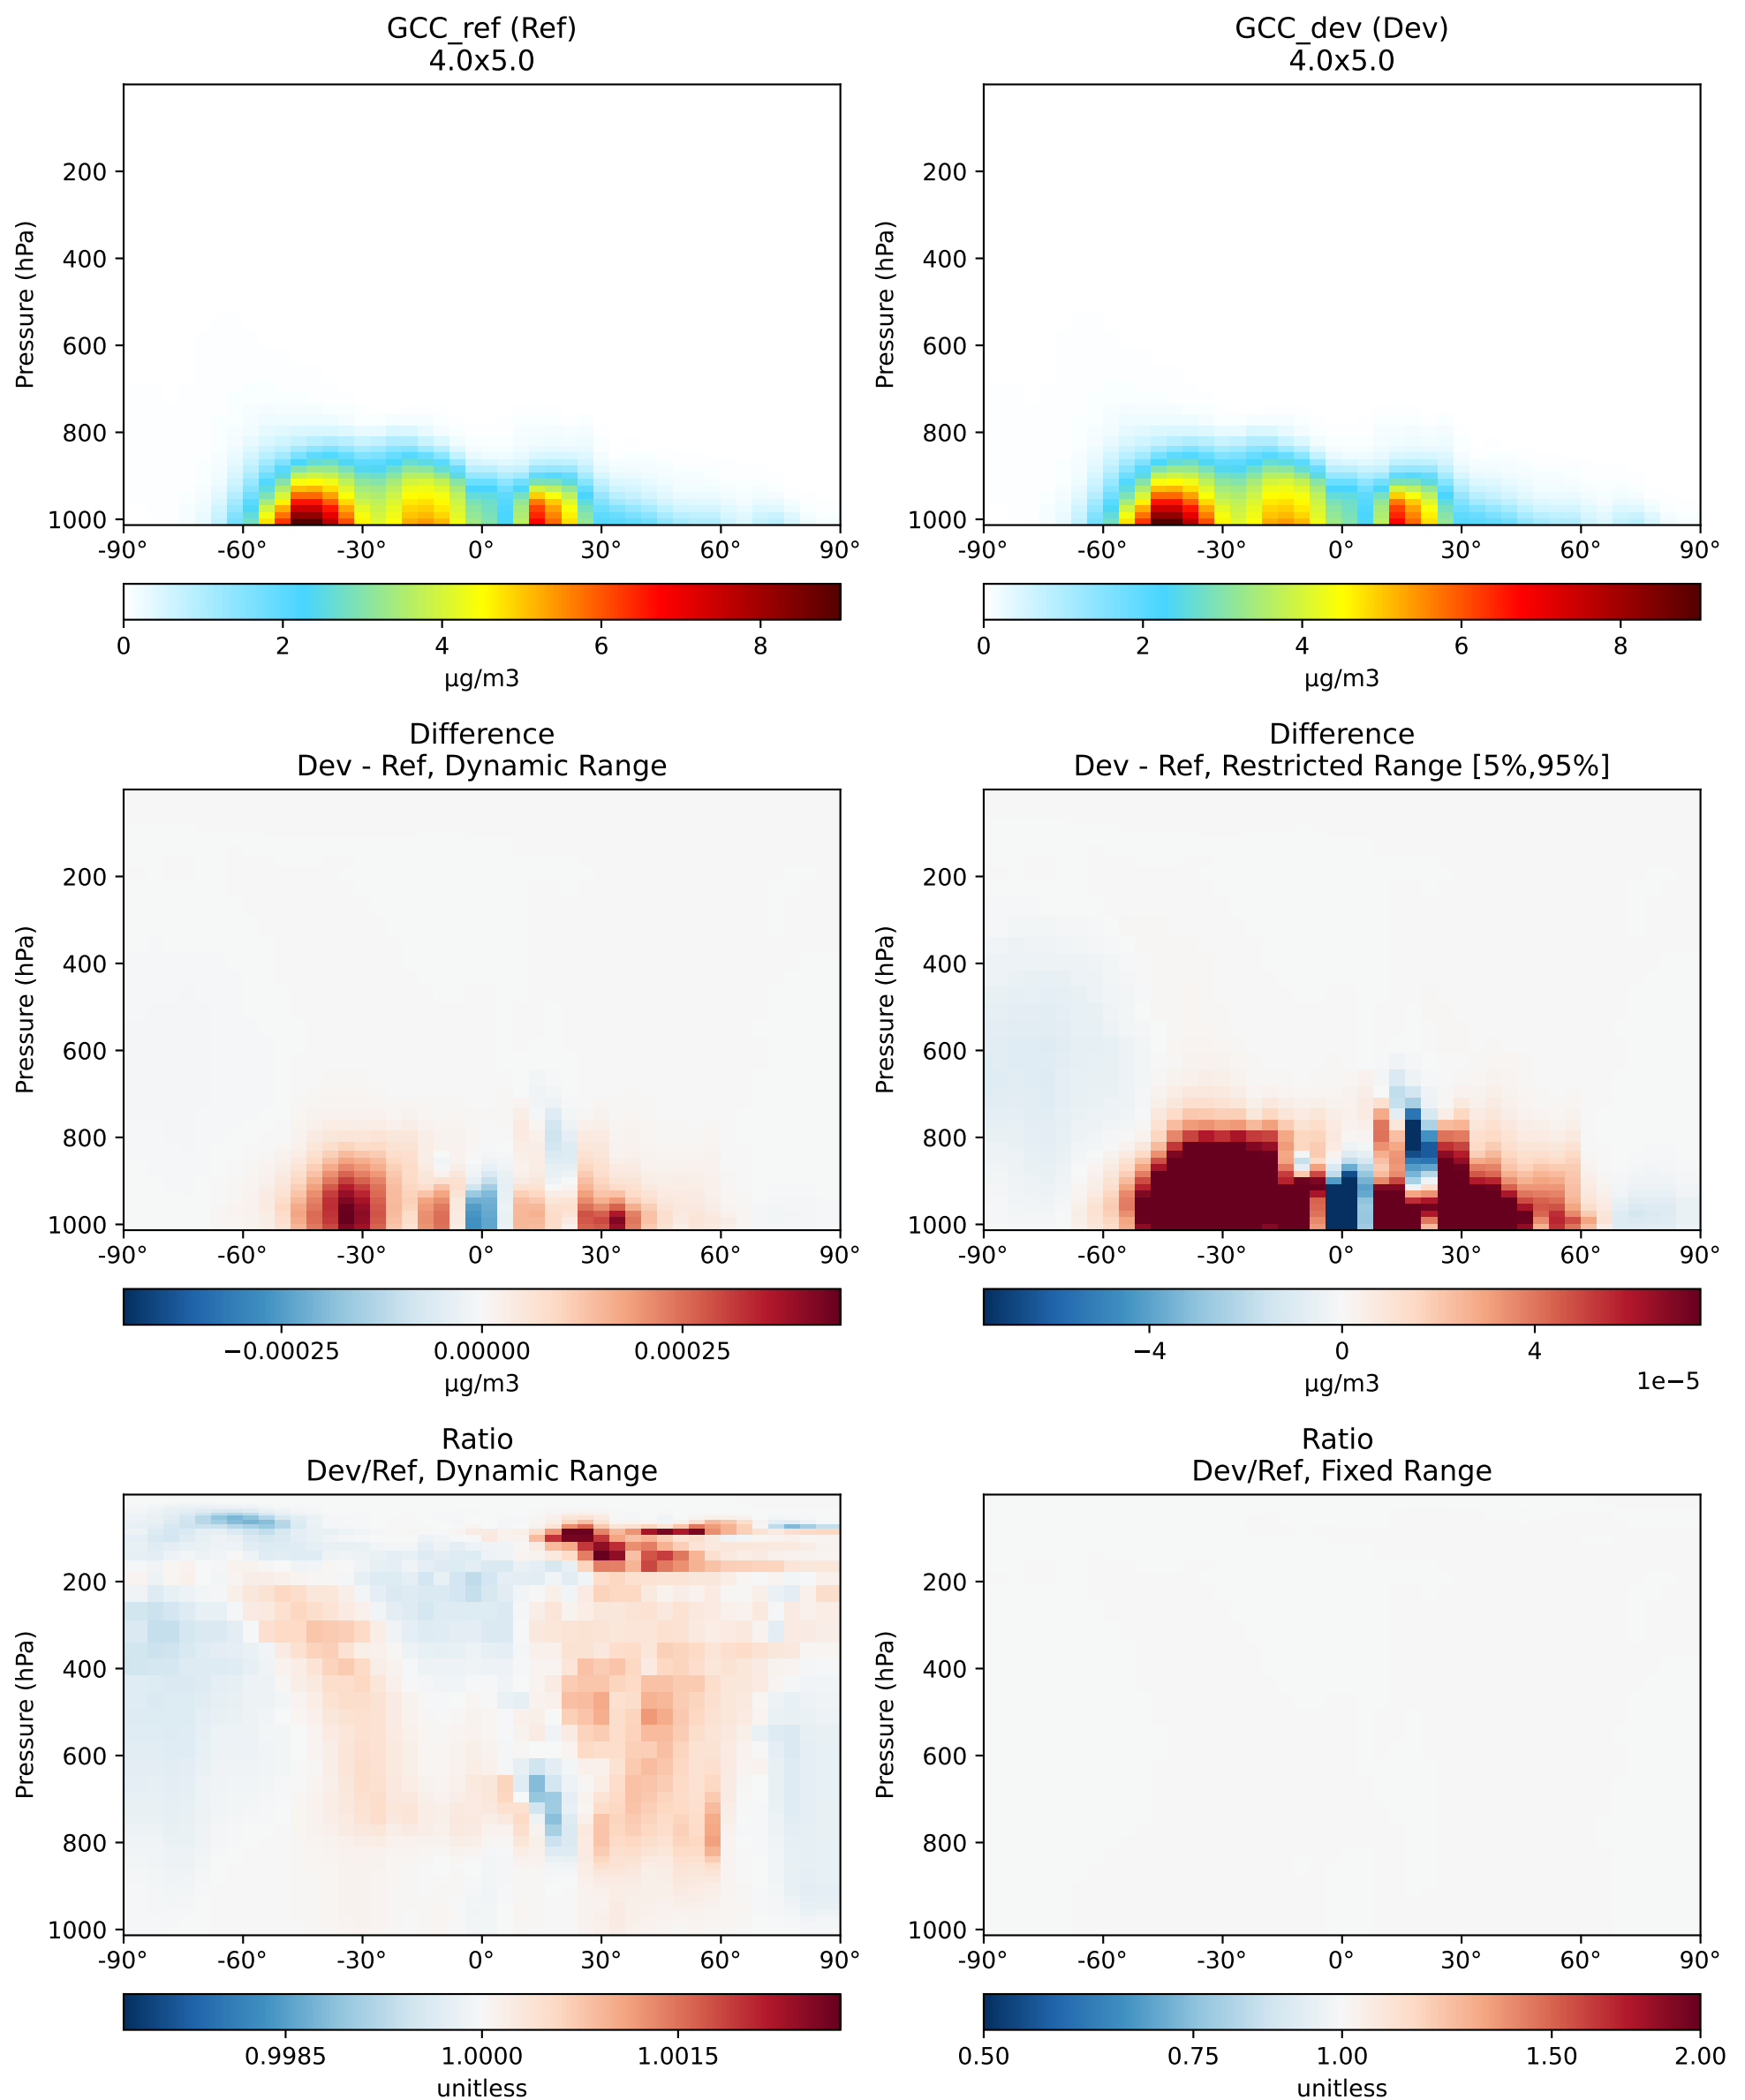 GCC_ref (Ref)
4.0x5.0
Pressure (hPa)
200
400
600
800
1000
-90° -60° -30° 0° 30° 60° 90°
0 2 4 6 8
µg/m3
GCC_dev (Dev)
4.0x5.0
Pressure (hPa)
200
400
600
800
1000
-90° -60° -30° 0° 30° 60° 90°
0 2 4 6 8
µg/m3
Difference
Dev - Ref, Dynamic Range
Pressure (hPa)
200
400
600
800
1000
-90° -60° -30° 0° 30° 60° 90°
−0.00025 0.00000 0.00025
µg/m3
Difference
Dev - Ref, Restricted Range [5%,95%]
Pressure (hPa)
200
400
600
800
1000
-90° -60° -30° 0° 30° 60° 90°
−4 0 4
1e−5
µg/m3
Ratio
Dev/Ref, Dynamic Range
Pressure (hPa)
200
400
600
800
1000
-90° -60° -30° 0° 30° 60° 90°
0.9985 1.0000 1.0015
unitless
Ratio
Dev/Ref, Fixed Range
Pressure (hPa)
200
400
600
800
1000
-90° -60° -30° 0° 30° 60° 90°
0.50 0.75 1.00 1.50 2.00
unitless